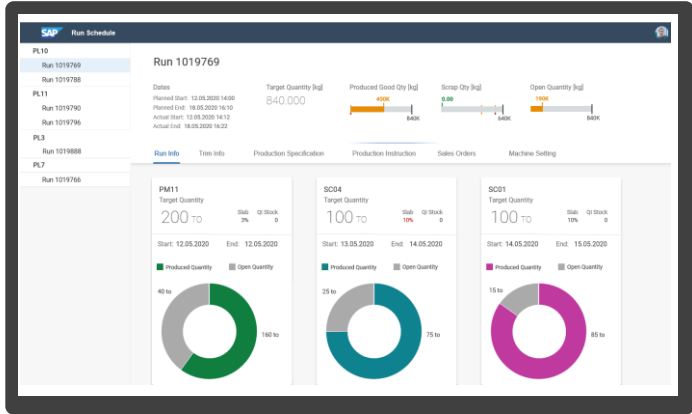 SAP Run Schedule
PL10
Run 1019769
Run 1019788
PL11
Run 1019790
Run 1019796
PL3
Run 1019888
PL7
Run 1019766
Run 1019769
Dates
Planned Start: 12.05.2020 14:00
Planned End: 18.05.2020 16:10
Actual Start: 12.05.2020 14:12
Actual End: 18.05.2020 16:22
Target Quantity [kg]
840.000
Produced Good Qty [kg]
400K
840K
Scrap Qty [kg]
0.00
840K
Open Quantity [kg]
190K
840K
Run Info Trim Info Production Specification Production Instruction Sales Orders Machine Setting
PM11
Target Quantity
200 TO
Slab QI Stock
3% 0
Start: 12.05.2020 End: 12.05.2020
Produced Quantity Open Quantity
40 to
160 to
SC04
Target Quantity
100 TO
Slab QI Stock
10% 0
Start: 13.05.2020 End: 14.05.2020
Produced Quantity Open Quantity
25 to
75 to
SC01
Target Quantity
100 TO
Slab QI Stock
10% 0
Start: 14.05.2020 End: 15.05.2020
Produced Quantity Open Quantity
15 to
85 to